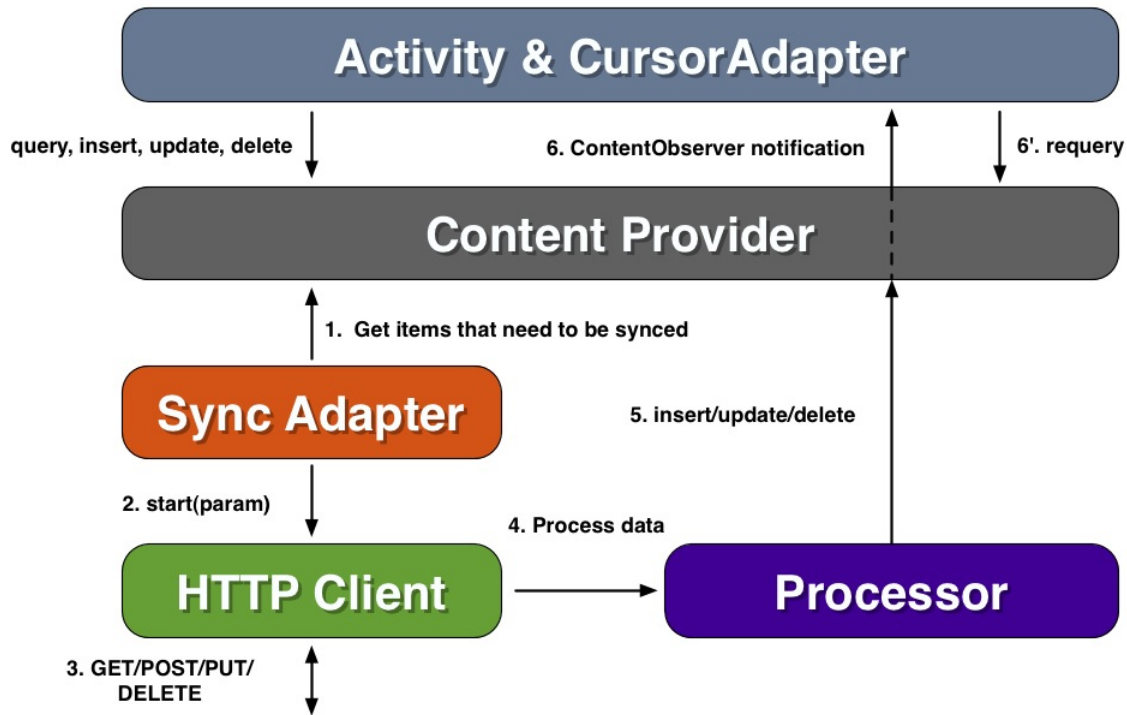 Activity & CursorAdapter
query, insert, update, delete
6. ContentObserver notification
6'. requery
Content Provider
1. Get items that need to be synced
Sync Adapter
5. insert/update/delete
2. start(param)
4. Process data
HTTP Client
Processor
3. GET/POST/PUT/
DELETE